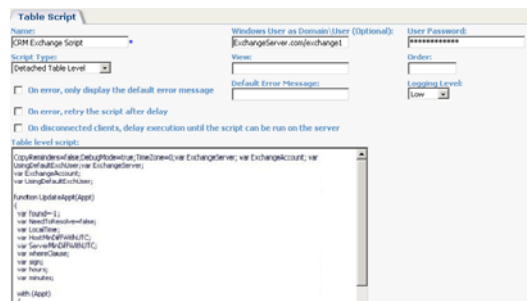 Table Script
Name: Windows User as Domain\User (Optional): User Password:
CRM Exchange Script * ExchangeServer.com/exchange1 ************
Script Type: View: Order:
Detached Table Level
On error, only display the default error message Default Error Message: Logging Level:
Low
On error, retry the script after delay
On disconnected clients, delay execution until the script can be run on the server
Table level script:
CopyReminders=false;DebugMode=true;TimeZone=0;var ExchangeServer; var ExchangeAccount; var
UsingDefaultExchUser;var ExchangeServer;
var ExchangeAccount;
var UsingDefaultExchUser;
function UpdateAppt(Appt)
{
var found=-1;
var NeedToResolve=false;
var LocalTime;
var HostMinDiffWithUTC;
var ServerMinDiffWithUTC;
var whereClause;
var sign;
var hours;
var minutes;
with (Appt)
{